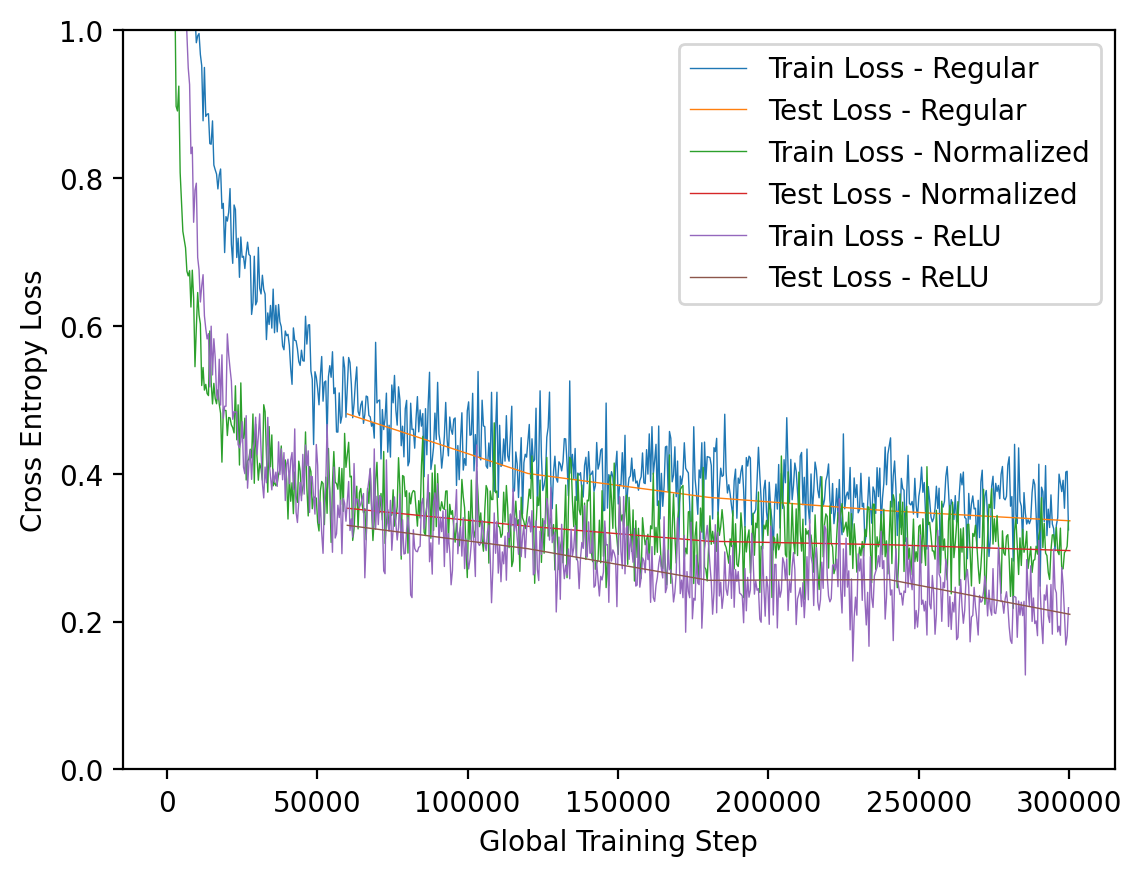 1.0
0.8
0.6
0.4
0.2
0.0
Cross Entropy Loss
Train Loss - Regular
Test Loss - Regular
Train Loss - Normalized
Test Loss - Normalized
Train Loss - ReLU
Test Loss - ReLU
0 50000 100000 150000 200000 250000 300000
Global Training Step